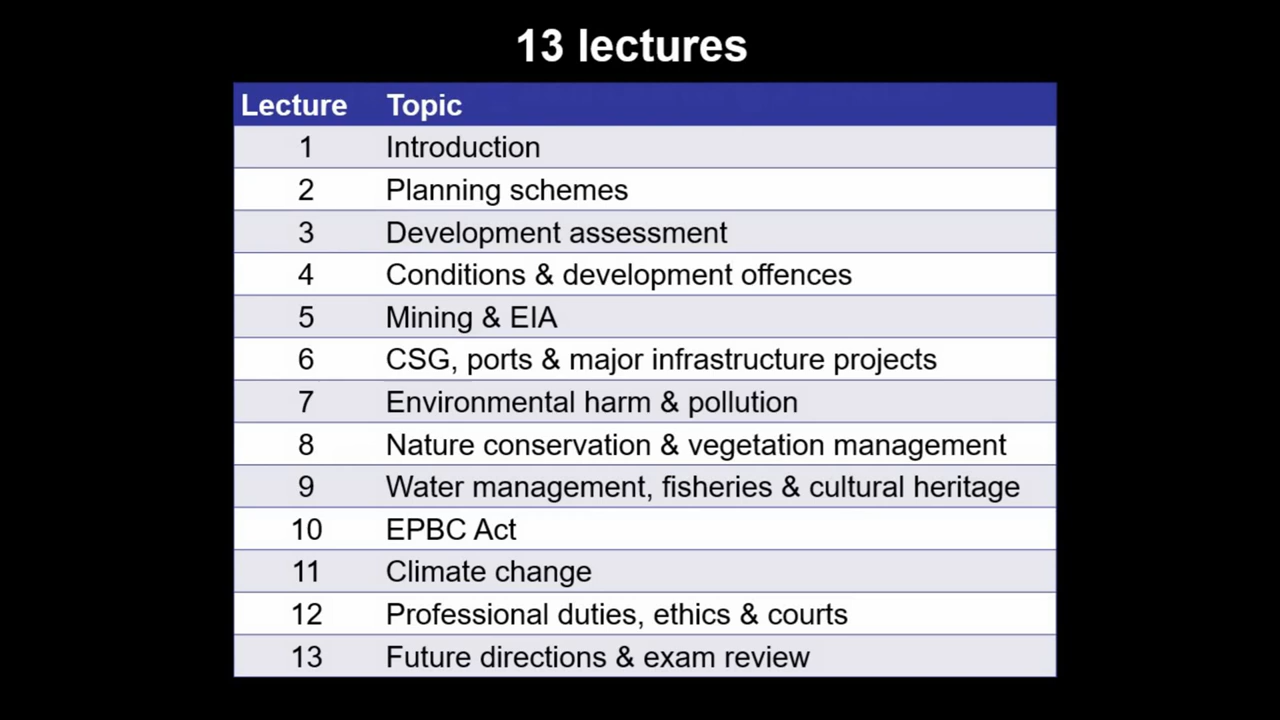 13 lectures
Lecture Topic
1 Introduction
2 Planning schemes
3 Development assessment
4 Conditions & development offences
5 Mining & EIA
6 CSG, ports & major infrastructure projects
7 Environmental harm & pollution
8 Nature conservation & vegetation management
9 Water management, fisheries & cultural heritage
10 EPBC Act
11 Climate change
12 Professional duties, ethics & courts
13 Future directions & exam review